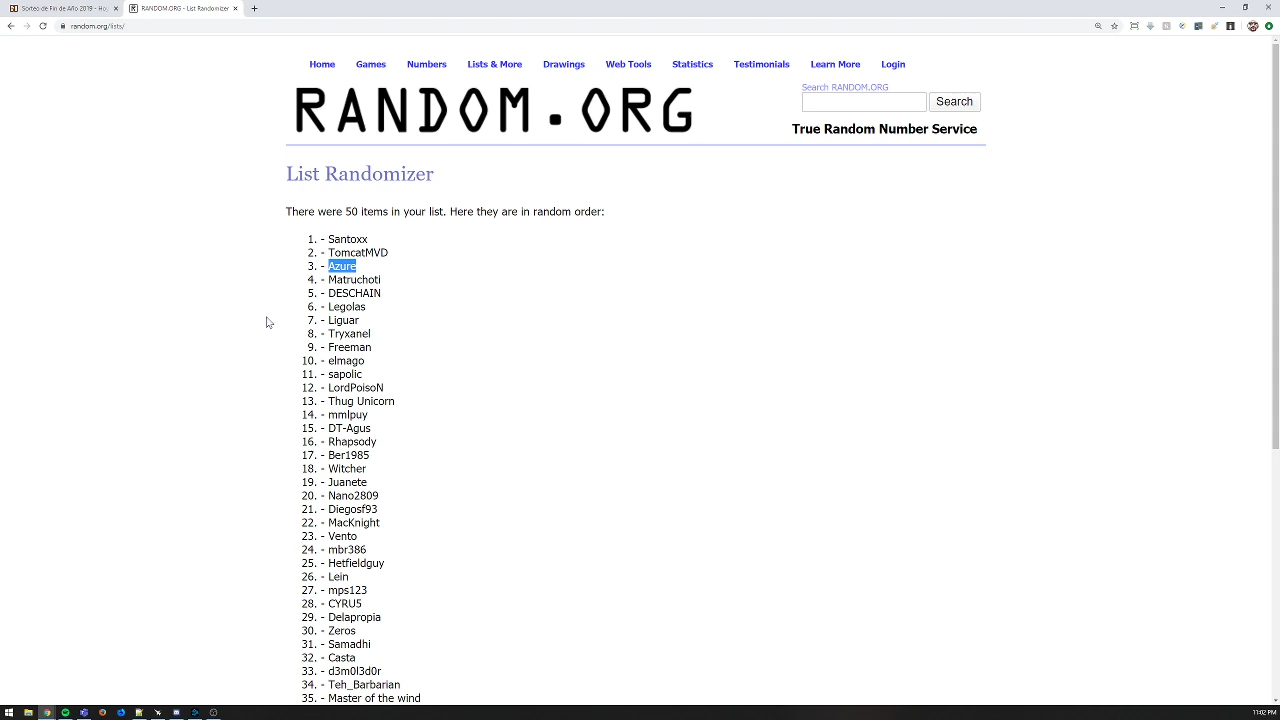 Sorteo de Fin de Año 2019 - Hoj
RANDOM.ORG - List Randomizer
random.org/lists/
Home Games Numbers Lists & More Drawings Web Tools Statistics Testimonials Learn More Login
Search RANDOM.ORG
RANDOM.ORG
Search
True Random Number Service
List Randomizer
There were 50 items in your list. Here they are in random order:
1. - Santoxx
2. - TomcatMVD
3. - Azure
4. - Matruchoti
5. - DESCHAIN
6. - Legolas
7. - Liguar
8. - Tryxanel
9. - Freeman
10. - elmago
11. - sapolic
12. - LordPoisoN
13. - Thug Unicorn
14. - mmlpuy
15. - DT-Agus
16. - Rhapsody
17. - Ber1985
18. - Witcher
19. - Juanete
20. - Nano2809
21. - Diegosf93
22. - MacKnight
23. - Vento
24. - mbr386
25. - Hetfieldguy
26. - Lein
27. - mps123
28. - CYRU5
29. - Delapropia
30. - Zeros
31. - Samadhi
32. - Casta
33. - d3m0l3d0r
34. - Teh_Barbarian
35. - Master of the wind
11:02 PM